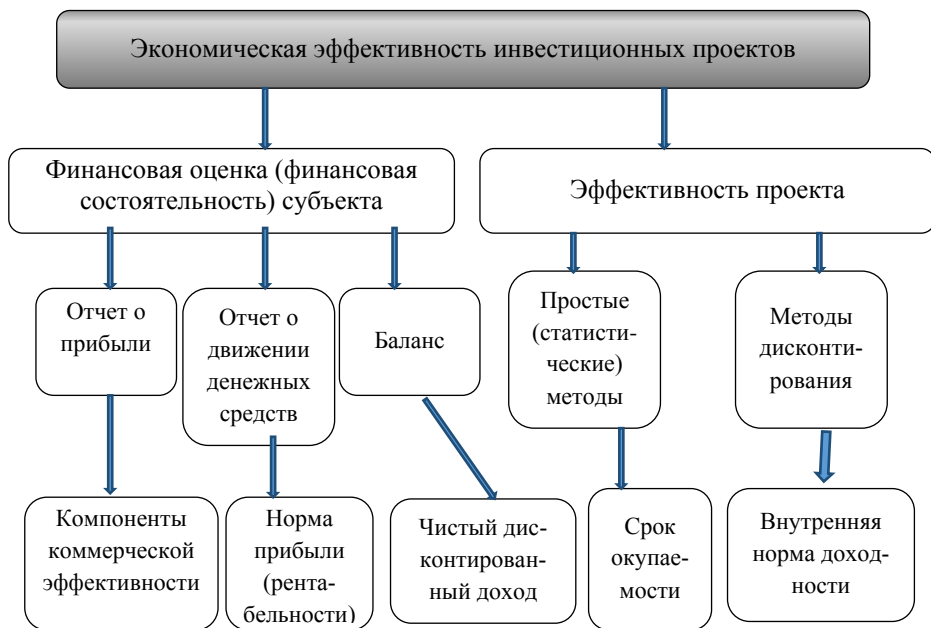 Экономическая эффективность инвестиционных проектов
Финансовая оценка (финансовая
состоятельность) субъекта
Эффективность проекта
Отчет о
прибыли
Отчет о
движении
денежных
средств
Баланс
Простые
(статисти-
ческие)
методы
Методы
дисконти-
рования
Компоненты
коммерческой
эффективности
Норма
прибыли
(рента-
бельности)
Чистый дис-
контирован-
ный доход
Срок
окупае-
мости
Внутренняя
норма доход-
ности